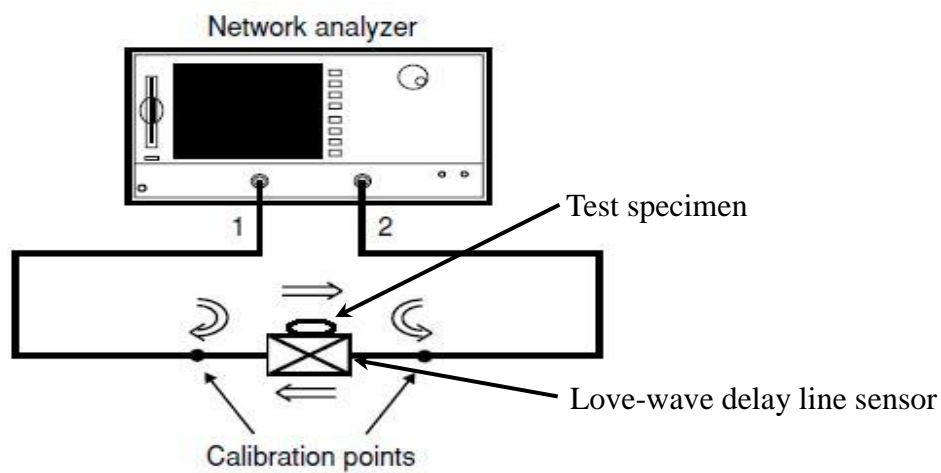 Network analyzer
Test specimen
1
2
Love-wave delay line sensor
Calibration points